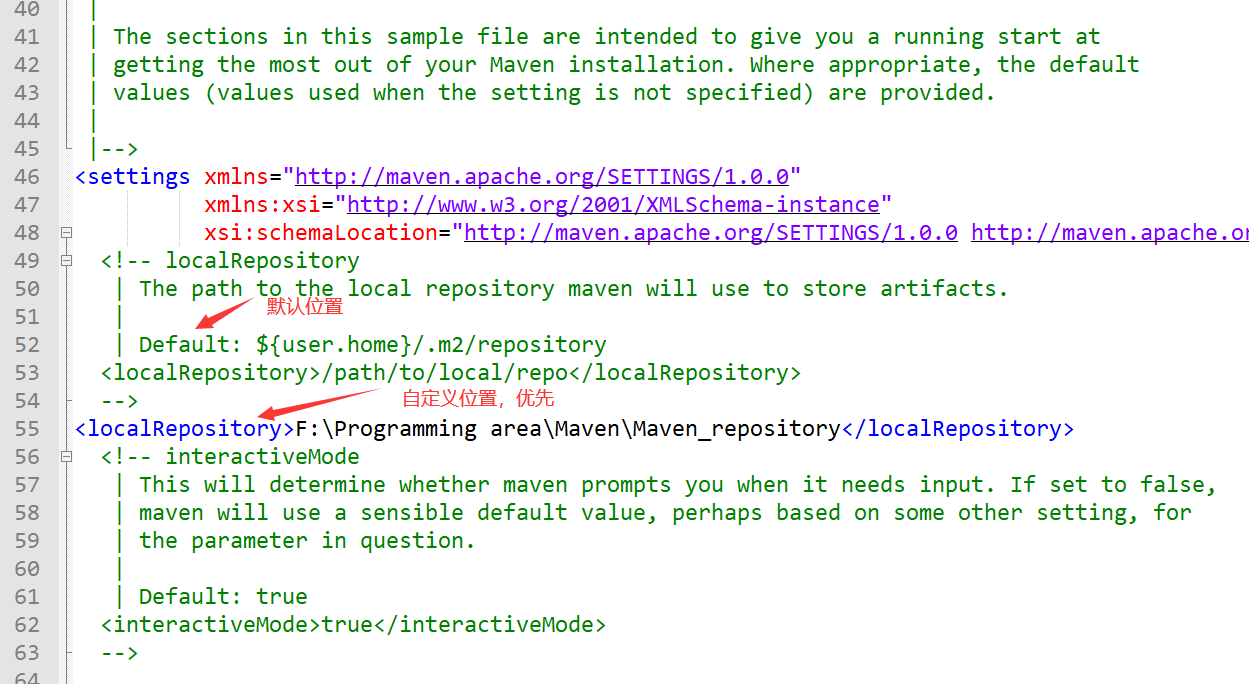 40 |
41 | The sections in this sample file are intended to give you a running start at
42 | getting the most out of your Maven installation. Where appropriate, the default
43 | values (values used when the setting is not specified) are provided.
44 |
45 |-->
46 <settings xmlns="http://maven.apache.org/SETTINGS/1.0.0"
47 xmlns:xsi="http://www.w3.org/2001/XMLSchema-instance"
48 xsi:schemaLocation="http://maven.apache.org/SETTINGS/1.0.0 http://maven.apache.or
49 <!-- localRepository
50 | The path to the local repository maven will use to store artifacts.
默认位置
51 |
52 | Default: ${user.home}/.m2/repository
53 <localRepository>/path/to/local/repo</localRepository>
54 -->
自定义位置，优先
55 <localRepository>F:\Programming area\Maven\Maven_repository</localRepository>
56 <!-- interactiveMode
57 | This will determine whether maven prompts you when it needs input. If set to false,
58 | maven will use a sensible default value, perhaps based on some other setting, for
59 | the parameter in question.
60 |
61 | Default: true
62 <interactiveMode>true</interactiveMode>
63 -->
64